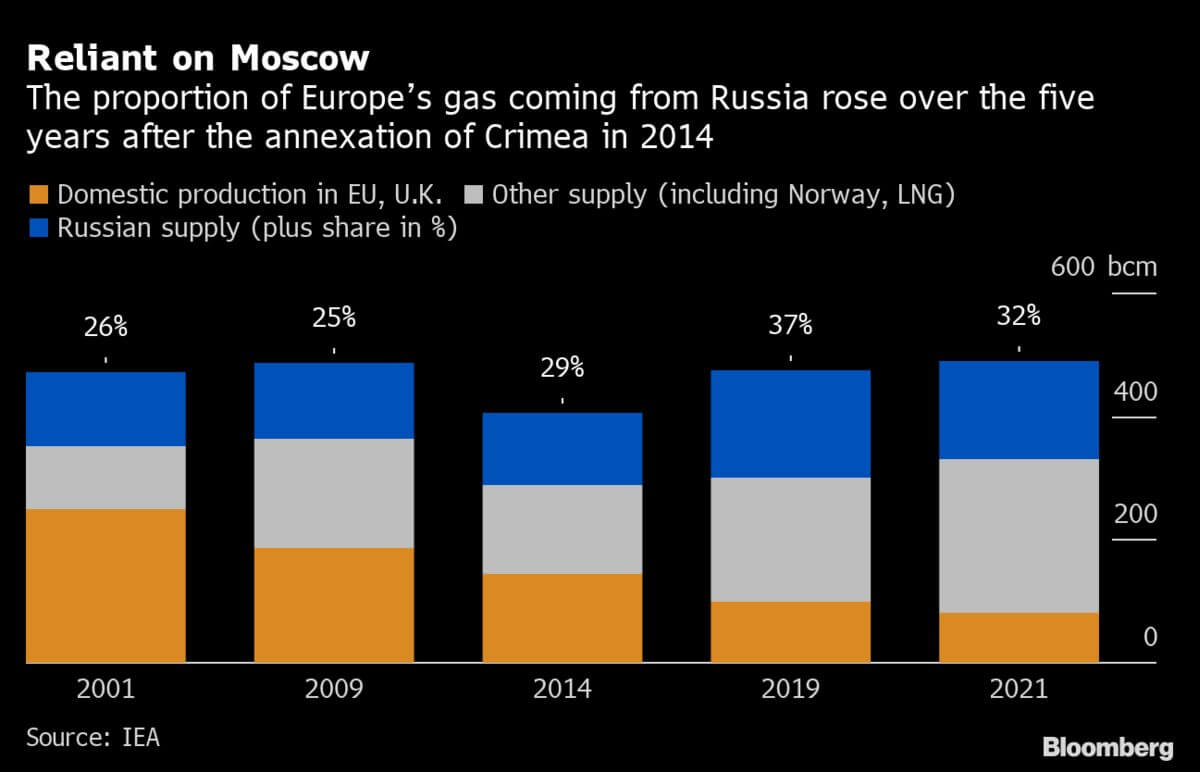 Reliant on Moscow
The proportion of Europe's gas coming from Russia rose over the five
years after the annexation of Crimea in 2014
Domestic production in EU, U.K. Other supply (including Norway, LNG)
Russian supply (plus share in %)
600 bcm
26%
25%
29%
37%
32%
400
200
0
2001
2009
2014
2019
2021
Source: IEA
Bloomberg